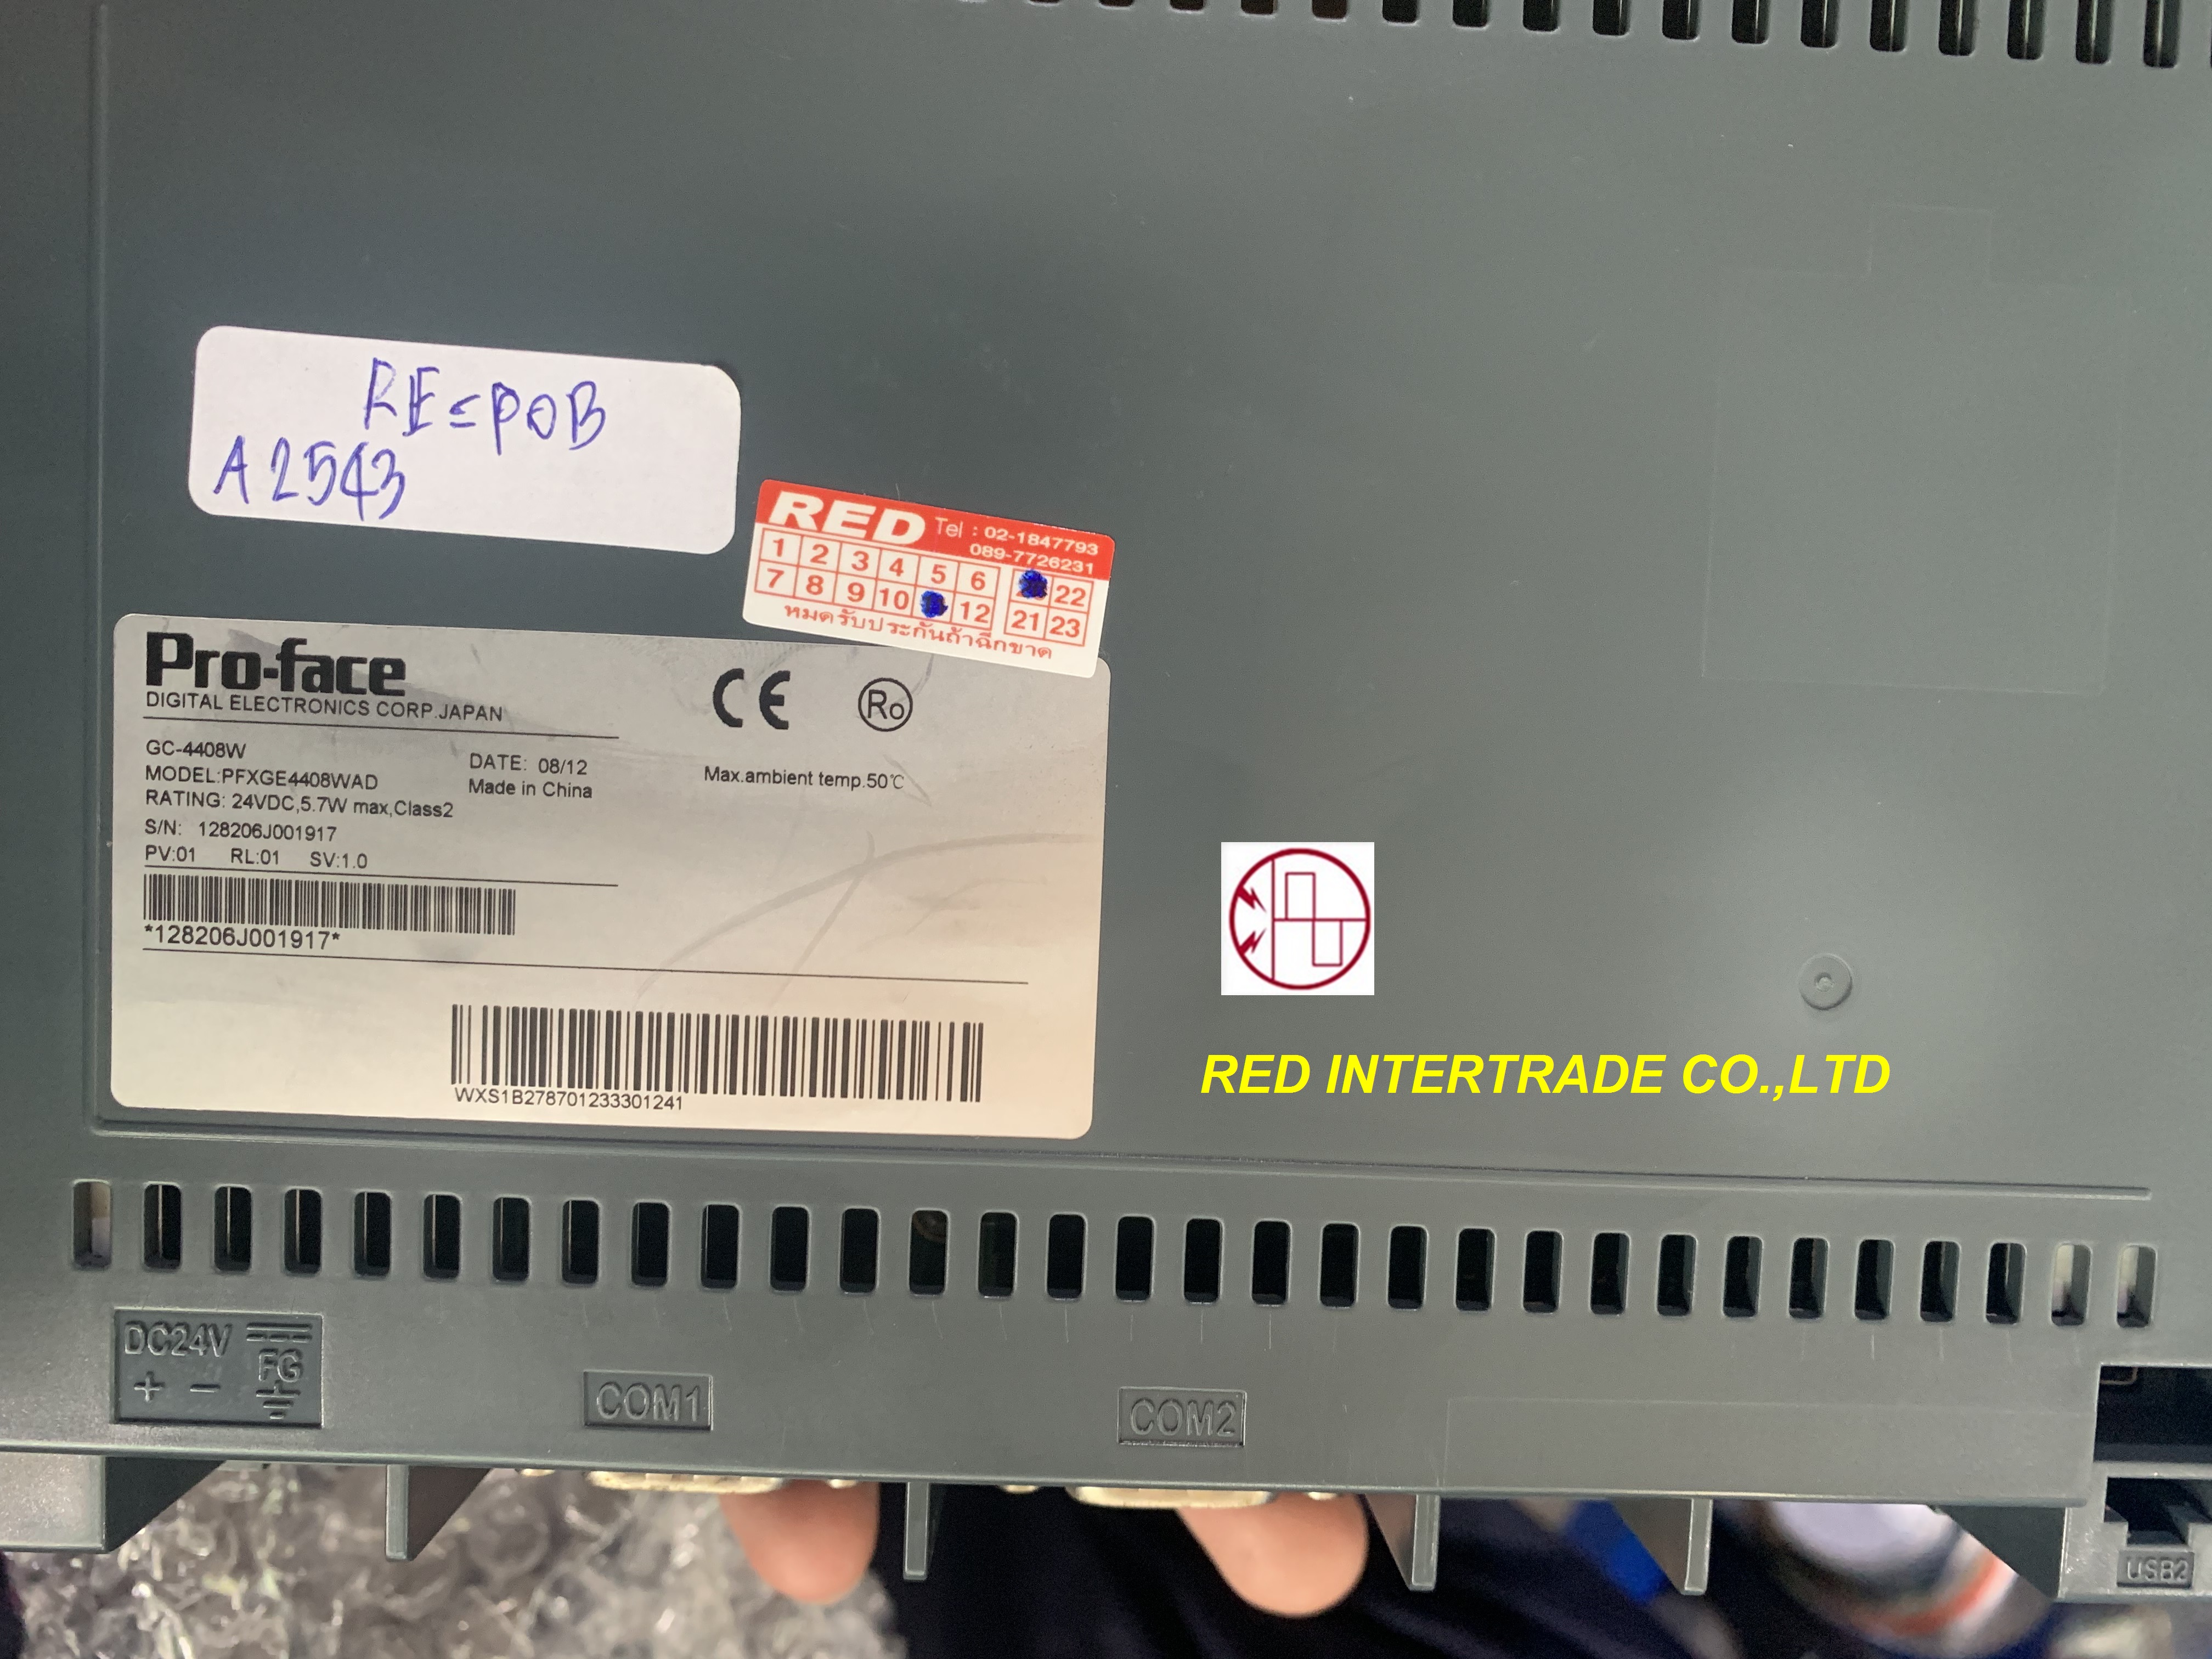 RE=POB
A2543
RED Tel : 02-1847793
089-7726231
1 2 3 4 5 6 22
7 8 9 10 12 21 23
หมดรับประกันถ้าฉีกขาด
Pro-face
DIGITAL ELECTRONICS CORP.JAPAN
CE Ro
GC-4408W
MODEL:PFXGE4408WAD
RATING: 24VDC,5.7W max,Class2
DATE: 08/12
Made in China
Max.ambient temp.50℃
S/N: 128206J001917
PV:01 RL:01 SV:1.0
*128206J001917*
WXS1B278701233301241
RED INTERTRADE CO.,LTD
DC24V
+ - FG
COM1
COM2
USB2